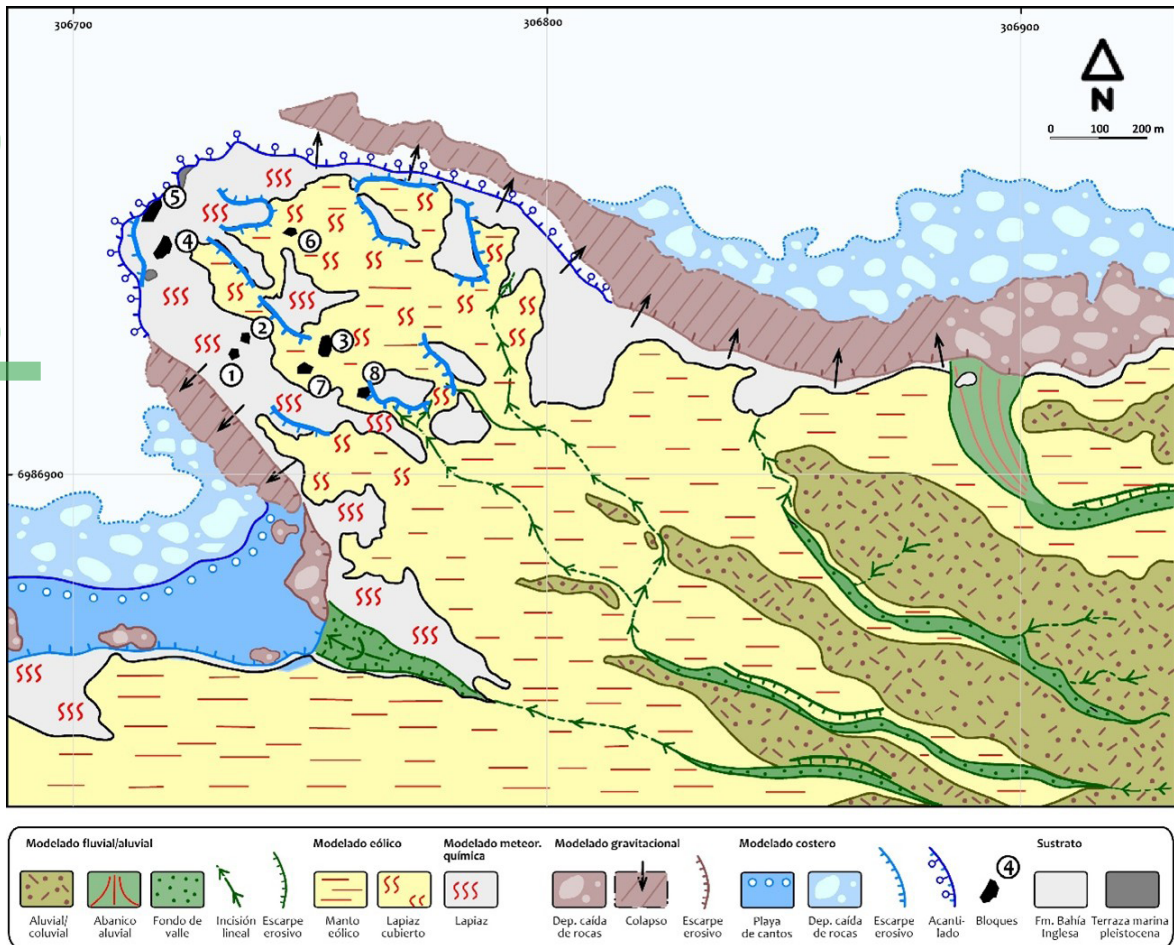 306700
306800
306900
N
0 100 200 m
5
4
6
2
3
1
7
8
6986900
Modelado fluvial/aluvial
Modelado eólico
Modelado meteor. química
Modelado gravitacional
Modelado costero
Sustrato
4
Aluvial/ coluvial
Abanico aluvial
Fondo de valle
Incisión lineal
Escarpe erosivo
Manto eólico
Lapiaz cubierto
Lapiaz
Dep. caída de rocas
Colapso
Escarpe erosivo
Playa de cantos
Dep. caída de rocas
Escarpe erosivo
Acanti- lado
Bloques
Fm. Bahía Inglesa
Terraza marina pleistocena